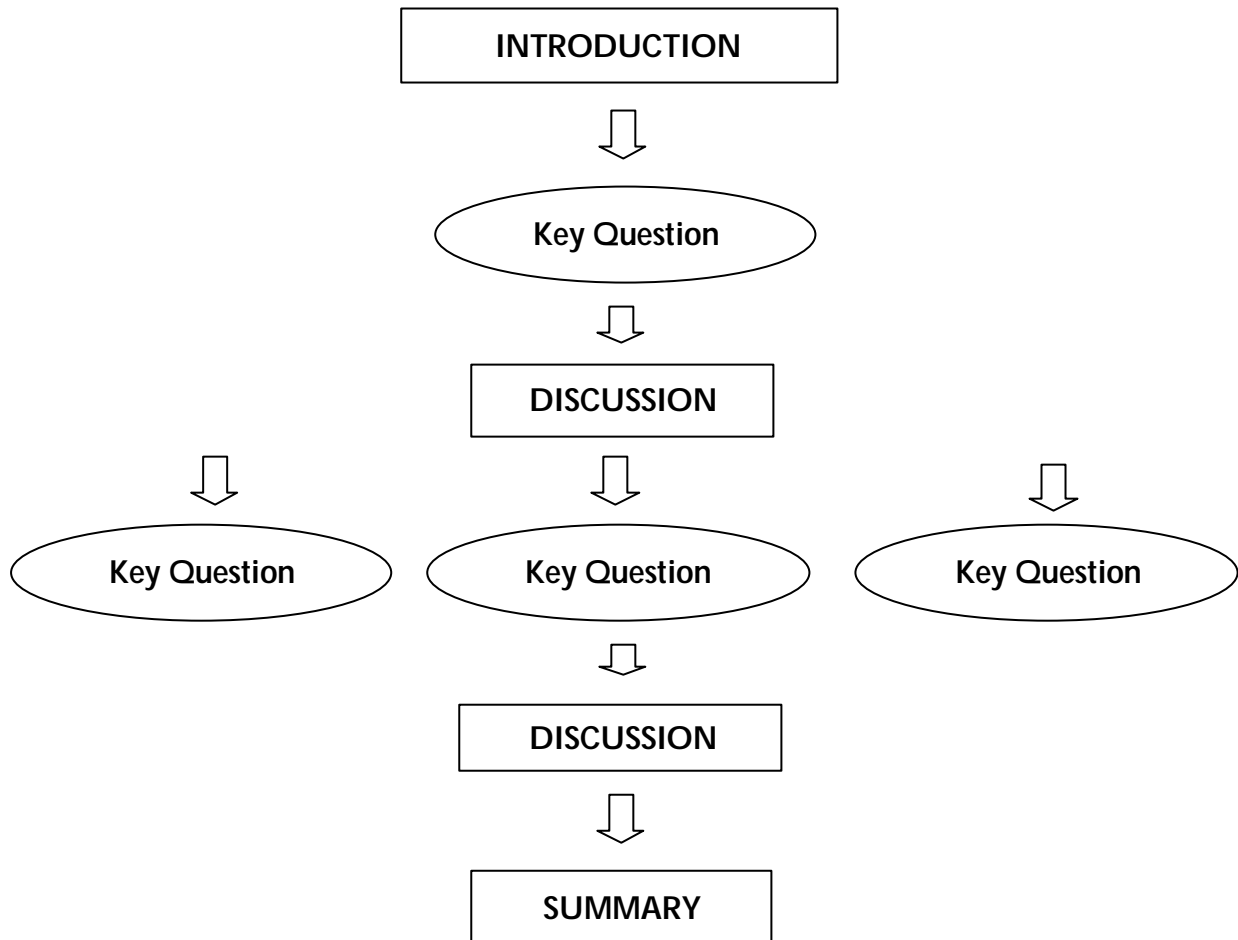 INTRODUCTION
Key Question
DISCUSSION
Key Question
Key Question
Key Question
DISCUSSION
SUMMARY